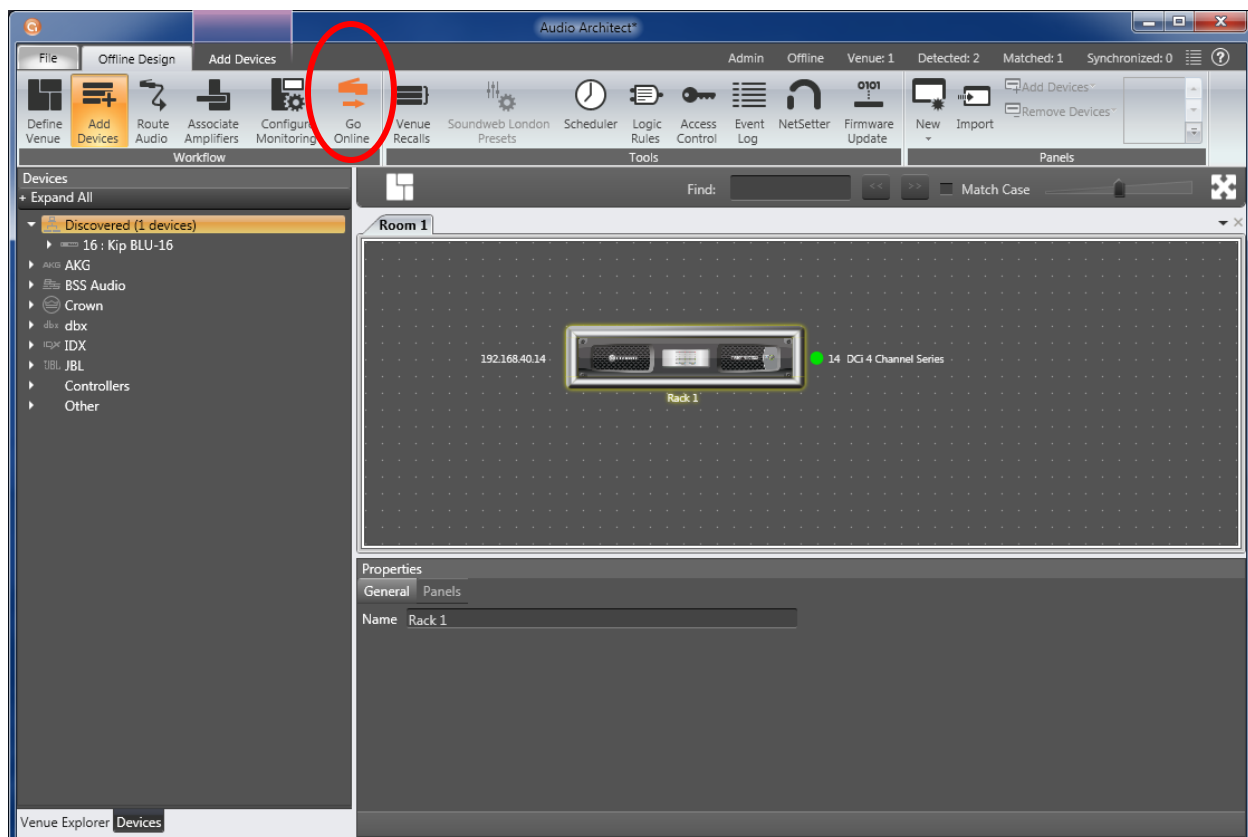 Audio Architect*
File Offline Design Add Devices Admin Offline Venue: 1 Detected: 2 Matched: 1 Synchronized: 0 ?
Define Venue
Add Devices
Route Audio
Associate Amplifiers
Configure Monitoring
Go Online
Venue Recalls
Soundweb London Presets
Scheduler
Logic Rules
Access Control
Event Log
NetSetter
0101
Firmware Update
New
Import
Add Devices
Remove Devices
Workflow Tools Panels
Devices
+ Expand All
Find: << >> Match Case
Discovered (1 devices)
16 : Kip BLU-16
AKG AKG
BSS Audio
Crown
dbx dbx
IDX IDX
JBL JBL
Controllers
Other
Room 1
192.168.40.14 14 DCi 4 Channel Series
Rack 1
Properties
General Panels
Name Rack 1
Venue Explorer Devices